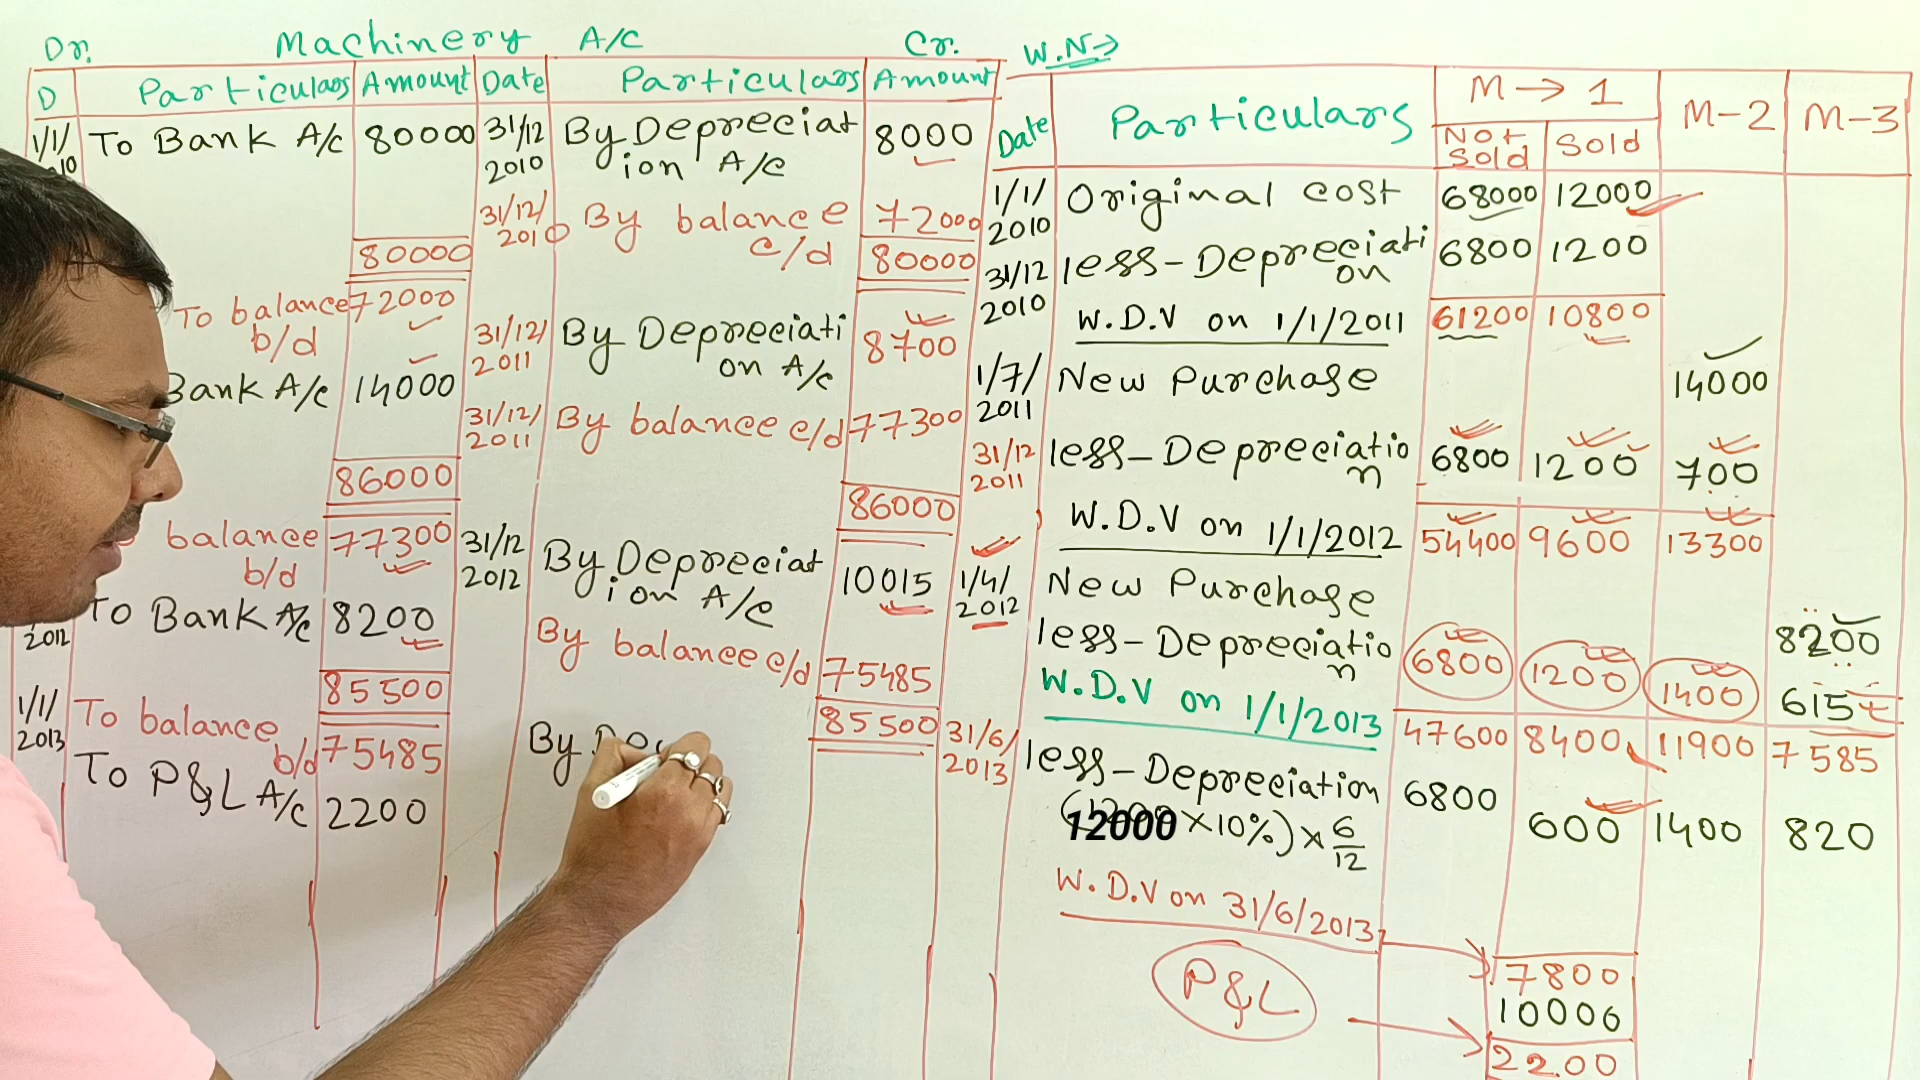 Dr. Machinery A/C Cr.
D Particulars Amount Date Particulars Amount
1/1/ To Bank A/c 80000 31/12 By Depreciat 8000
2010 ion A/c
31/12/ By balance 72000
2010 c/d
80000 80000
To balance 72000
b/d
31/12/ By Depreciati 8700
2011 on A/c
Bank A/c 14000
31/12/ By balance c/d 77300
2011
86000 86000
balance 77300 31/12 By Depreciat 10015
b/d 2012 ion A/c
To Bank A/c 8200
2012
By balance c/d 75485
85500 85500
1/1/ To balance 75485
2013 b/d
By Dep
To P&L A/c 2200
W.N→
Date Particulars M→1 M-2 M-3
Not Sold Sold
1/1/ Original cost 68000 12000
2010
31/12 less-Depreciati 6800 1200
2010 on
W.D.V on 1/1/2011 61200 10800
1/7/ New Purchase 14000
2011
31/12 less-Depreciatio 6800 1200 700
2011 n
W.D.V on 1/1/2012 54400 9600 13300
1/4/ New Purchase 8200
2012
less-Depreciatio 6800 1200 1400 615
n
W.D.V on 1/1/2013 47600 8400 11900 7585
31/6/ less-Depreciation 6800 600 1400 820
2013
12000 ×10%)× 6/12
W.D.V on 31/6/2013
7800
P&L 10000
2200